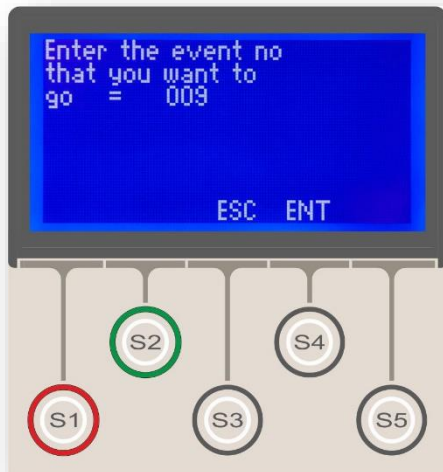 Enter the event no
that you want to
go = 009
ESC ENT
S2 S4
S1 S3 S5